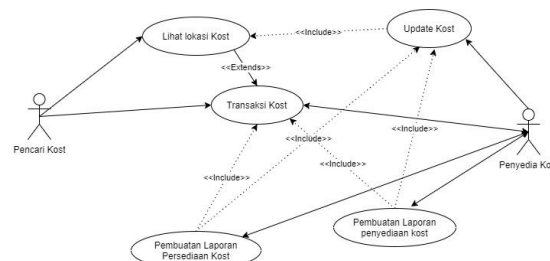 Lihat lokasi Kost
<<Include>>
Update Kost
<<Extends>>
Transaksi Kost
Pencari Kost
<<Include>>
<<Include>>
<<Include>>
<<Include>>
Penyedia Ko
Pembuatan Laporan
Persediaan Kost
Pembuatan Laporan
penyediaan kost